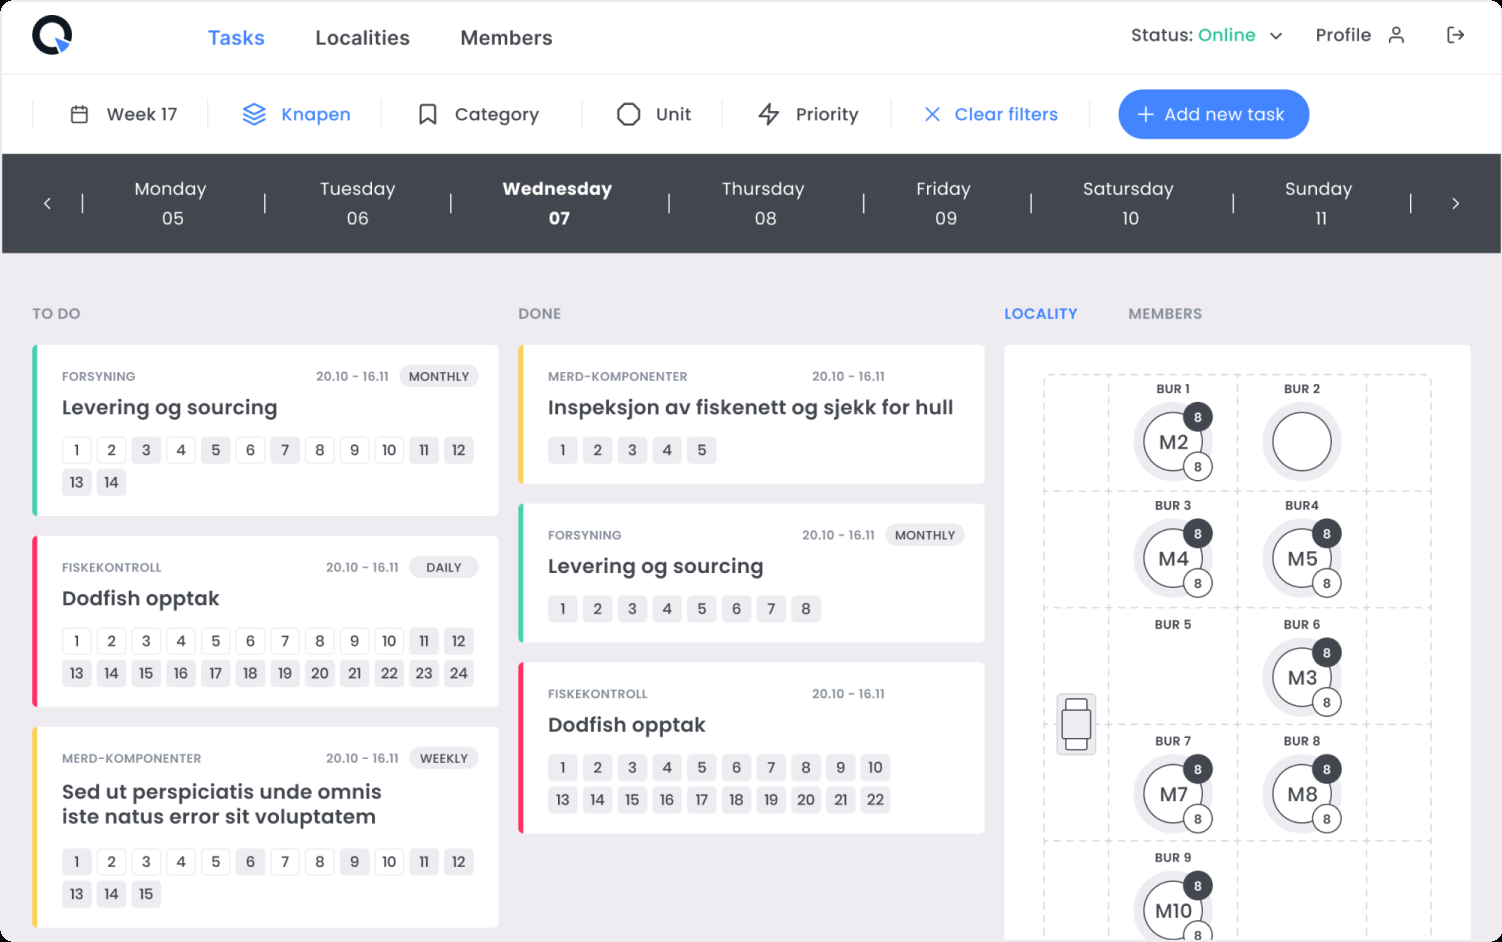 Tasks Localities Members Status: Online Profile
Week 17 Knapen Category Unit Priority Clear filters + Add new task
Monday Tuesday Wednesday Thursday Friday Satursday Sunday
05 06 07 08 09 10 11
TO DO
FORSYNING 20.10 - 16.11 MONTHLY
Levering og sourcing
1 2 3 4 5 6 7 8 9 10 11 12
13 14
FISKEKONTROLL 20.10 - 16.11 DAILY
Dodfish opptak
1 2 3 4 5 6 7 8 9 10 11 12
13 14 15 16 17 18 19 20 21 22 23 24
MERD-KOMPONENTER 20.10 - 16.11 WEEKLY
Sed ut perspiciatis unde omnis
iste natus error sit voluptatem
1 2 3 4 5 6 7 8 9 10 11 12
13 14 15
DONE
MERD-KOMPONENTER 20.10 - 16.11
Inspeksjon av fiskenett og sjekk for hull
1 2 3 4 5
FORSYNING 20.10 - 16.11 MONTHLY
Levering og sourcing
1 2 3 4 5 6 7 8
FISKEKONTROLL 20.10 - 16.11
Dodfish opptak
1 2 3 4 5 6 7 8 9 10
13 14 15 16 17 18 19 20 21 22
LOCALITY MEMBERS
BUR 1 BUR 2
8
M2
8
BUR 3 BUR4
8 8
M4 M5
8 8
BUR 5 BUR 6
8
M3
8
BUR 7 BUR 8
8 8
M7 M8
8 8
BUR 9
8
M10
8